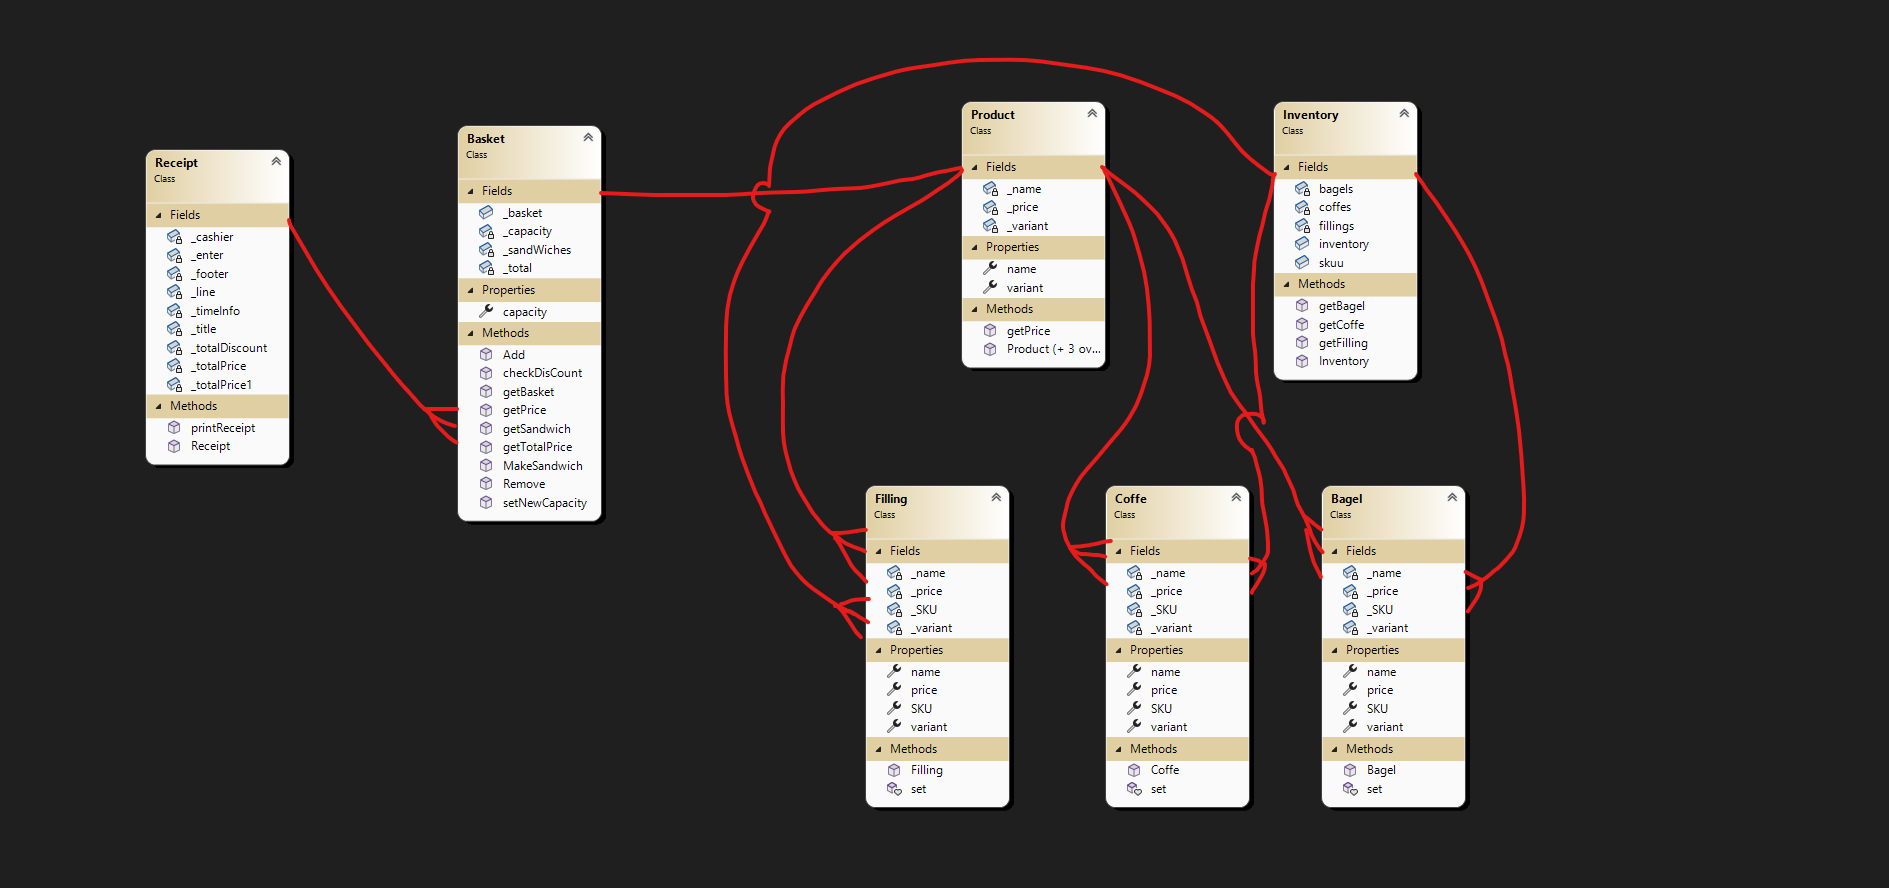 Receipt
Class
Fields
_cashier
_enter
_footer
_line
_timeInfo
_title
_totalDiscount
_totalPrice
_totalPrice1
Methods
printReceipt
Receipt
Basket
Class
Fields
_basket
_capacity
_sandWiches
_total
Properties
capacity
Methods
Add
checkDisCount
getBasket
getPrice
getSandwich
getTotalPrice
MakeSandwich
Remove
setNewCapacity
Product
Class
Fields
_name
_price
_variant
Properties
name
variant
Methods
getPrice
Product (+ 3 ov...
Inventory
Class
Fields
bagels
coffes
fillings
inventory
skuu
Methods
getBagel
getCoffe
getFilling
Inventory
Filling
Class
Fields
_name
_price
_SKU
_variant
Properties
name
price
SKU
variant
Methods
Filling
set
Coffe
Class
Fields
_name
_price
_SKU
_variant
Properties
name
price
SKU
variant
Methods
Coffe
set
Bagel
Class
Fields
_name
_price
_SKU
_variant
Properties
name
price
SKU
variant
Methods
Bagel
set